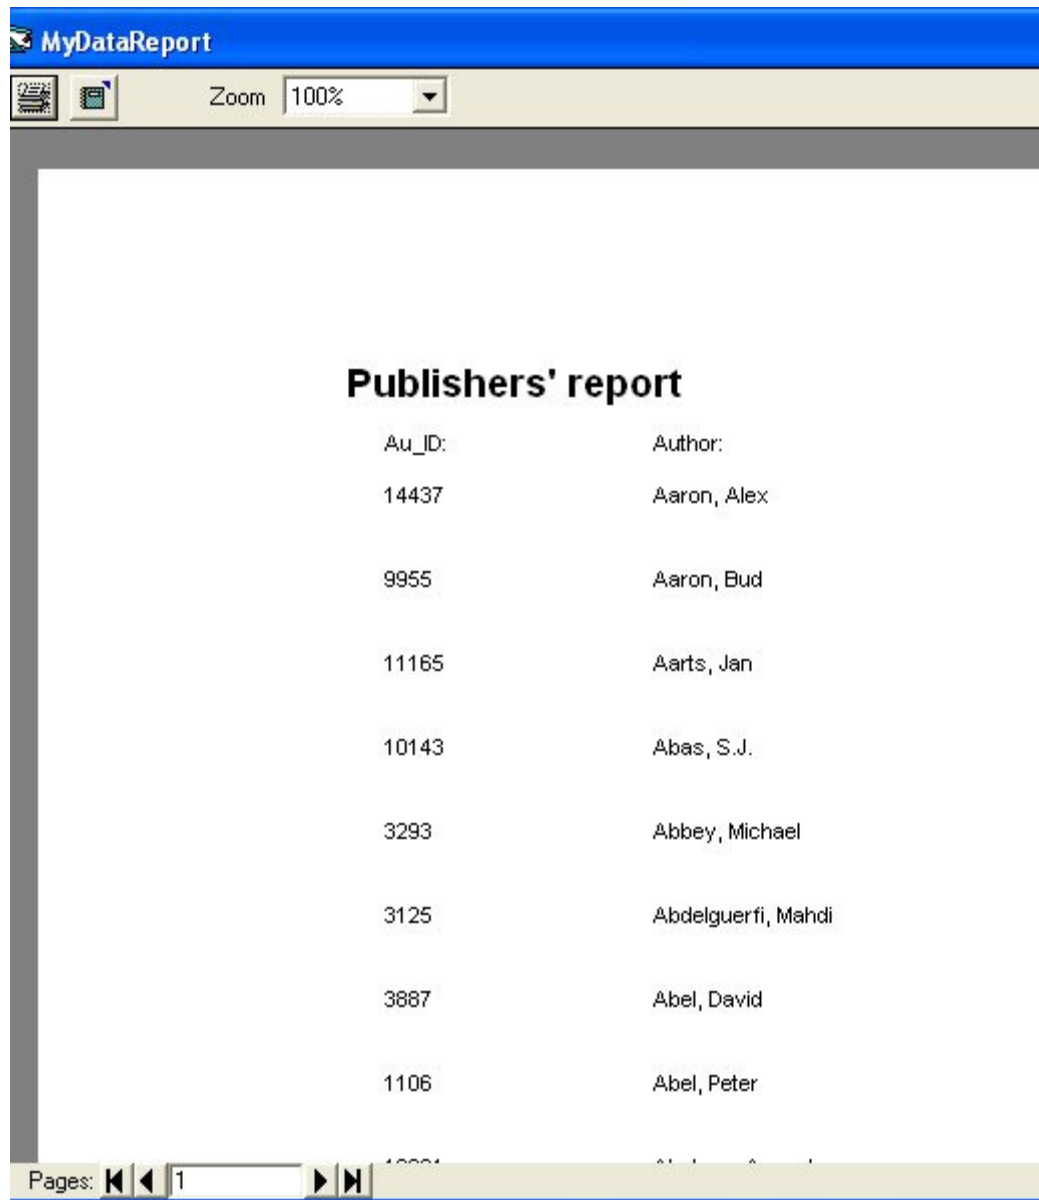 MyDataReport
Zoom 100%
Publishers' report
Au_ID: Author:
14437 Aaron, Alex
9955 Aaron, Bud
11165 Aarts, Jan
10143 Abas, S.J.
3293 Abbey, Michael
3125 Abdelguerfi, Mahdi
3887 Abel, David
1106 Abel, Peter
Pages: 1